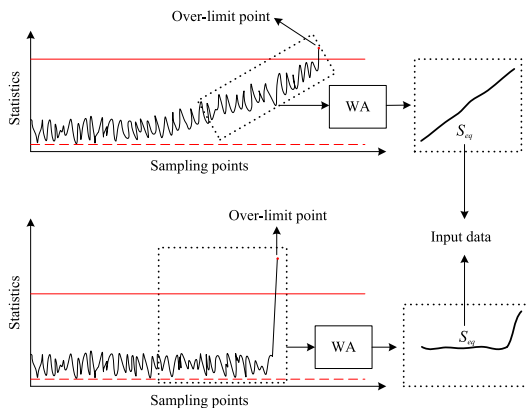 Over-limit point
Statistics
WA
S_eq
Sampling points
Input data
Over-limit point
Statistics
WA
S_eq
Sampling points